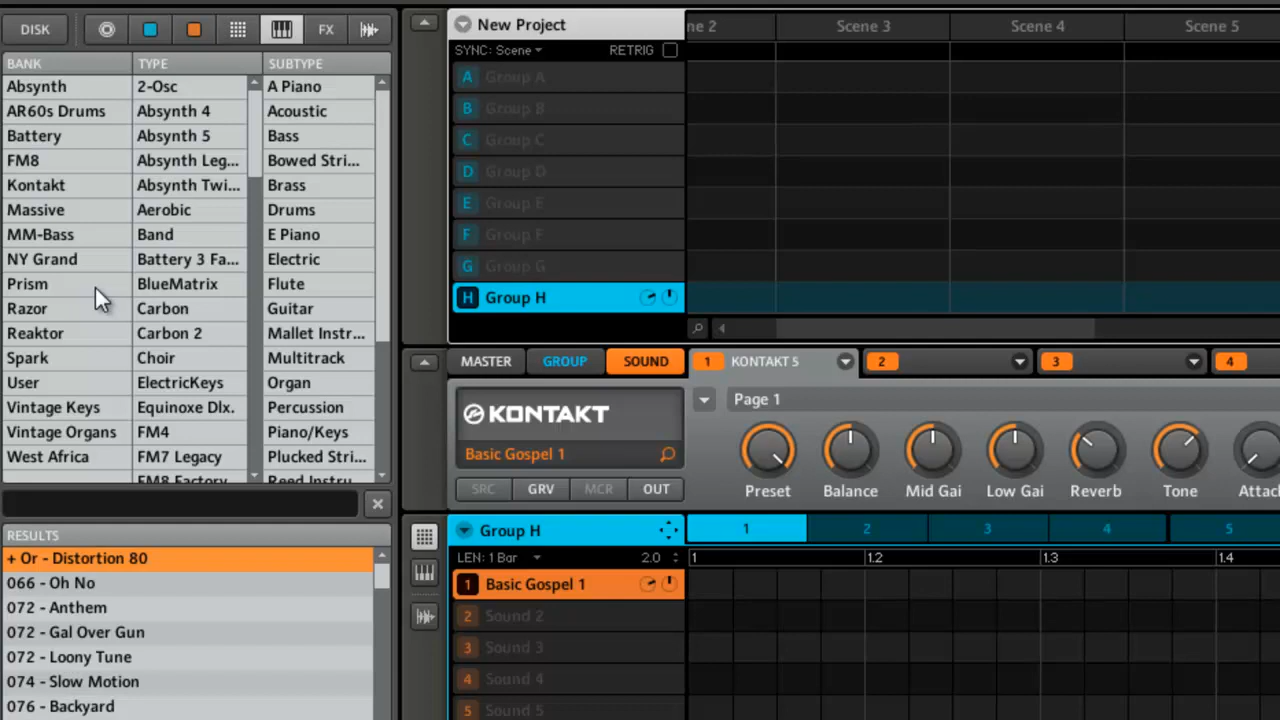 DISK
FX
BANK TYPE SUBTYPE
Absynth 2-Osc A Piano
AR60s Drums Absynth 4 Acoustic
Battery Absynth 5 Bass
FM8 Absynth Leg... Bowed Stri...
Kontakt Absynth Twi... Brass
Massive Aerobic Drums
MM-Bass Band E Piano
NY Grand Battery 3 Fa... Electric
Prism BlueMatrix Flute
Razor Carbon Guitar
Reaktor Carbon 2 Mallet Instr...
Spark Choir Multitrack
User ElectricKeys Organ
Vintage Keys Equinoxe Dlx. Percussion
Vintage Organs FM4 Piano/Keys
West Africa FM7 Legacy Plucked Stri...
FM8 Factory Reed Instru
RESULTS
+ Or - Distortion 80
066 - Oh No
072 - Anthem
072 - Gal Over Gun
072 - Loony Tune
074 - Slow Motion
076 - Backyard
New Project
ne 2 Scene 3 Scene 4 Scene 5
SYNC: Scene RETRIG
A Group A
B Group B
C Group C
D Group D
E Group E
F Group F
G Group G
H Group H
MASTER GROUP SOUND 1 KONTAKT 5 2 3 4
KONTAKT
Basic Gospel 1
SRC GRV MCR OUT
Page 1
Preset Balance Mid Gai Low Gai Reverb Tone Attack
Group H 1 2 3 4 5
LEN: 1 Bar 2.0 1 1.2 1.3 1.4
1 Basic Gospel 1
2 Sound 2
3 Sound 3
4 Sound 4
5 Sound 5